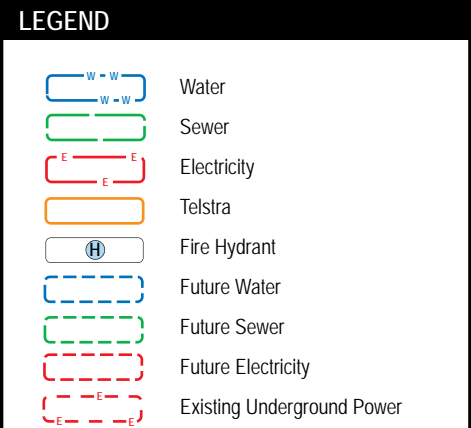 LEGEND
W W
W W
Water
Sewer
E E
E
Electricity
Telstra
H
Fire Hydrant
Future Water
Future Sewer
Future Electricity
E
E E
Existing Underground Power